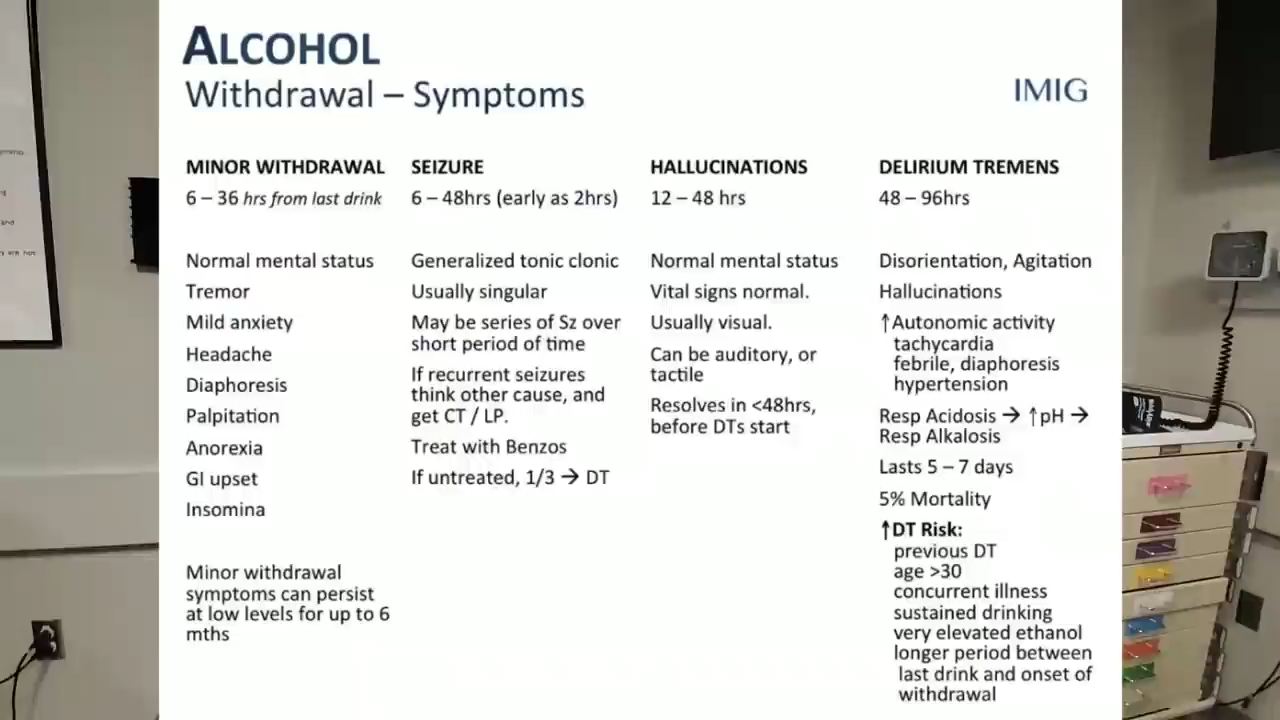 ALCOHOL
Withdrawal – Symptoms
IMIG
MINOR WITHDRAWAL
6 – 36 hrs from last drink
Normal mental status
Tremor
Mild anxiety
Headache
Diaphoresis
Palpitation
Anorexia
GI upset
Insomina
Minor withdrawal
symptoms can persist
at low levels for up to 6
mths
SEIZURE
6 – 48hrs (early as 2hrs)
Generalized tonic clonic
Usually singular
May be series of Sz over
short period of time
If recurrent seizures
think other cause, and
get CT / LP.
Treat with Benzos
If untreated, 1/3 → DT
HALLUCINATIONS
12 – 48 hrs
Normal mental status
Vital signs normal.
Usually visual.
Can be auditory, or
tactile
Resolves in <48hrs,
before DTs start
DELIRIUM TREMENS
48 – 96hrs
Disorientation, Agitation
Hallucinations
↑Autonomic activity
tachycardia
febrile, diaphoresis
hypertension
Resp Acidosis → ↑pH →
Resp Alkalosis
Lasts 5 – 7 days
5% Mortality
↑DT Risk:
previous DT
age >30
concurrent illness
sustained drinking
very elevated ethanol
longer period between
last drink and onset of
withdrawal
and
are not